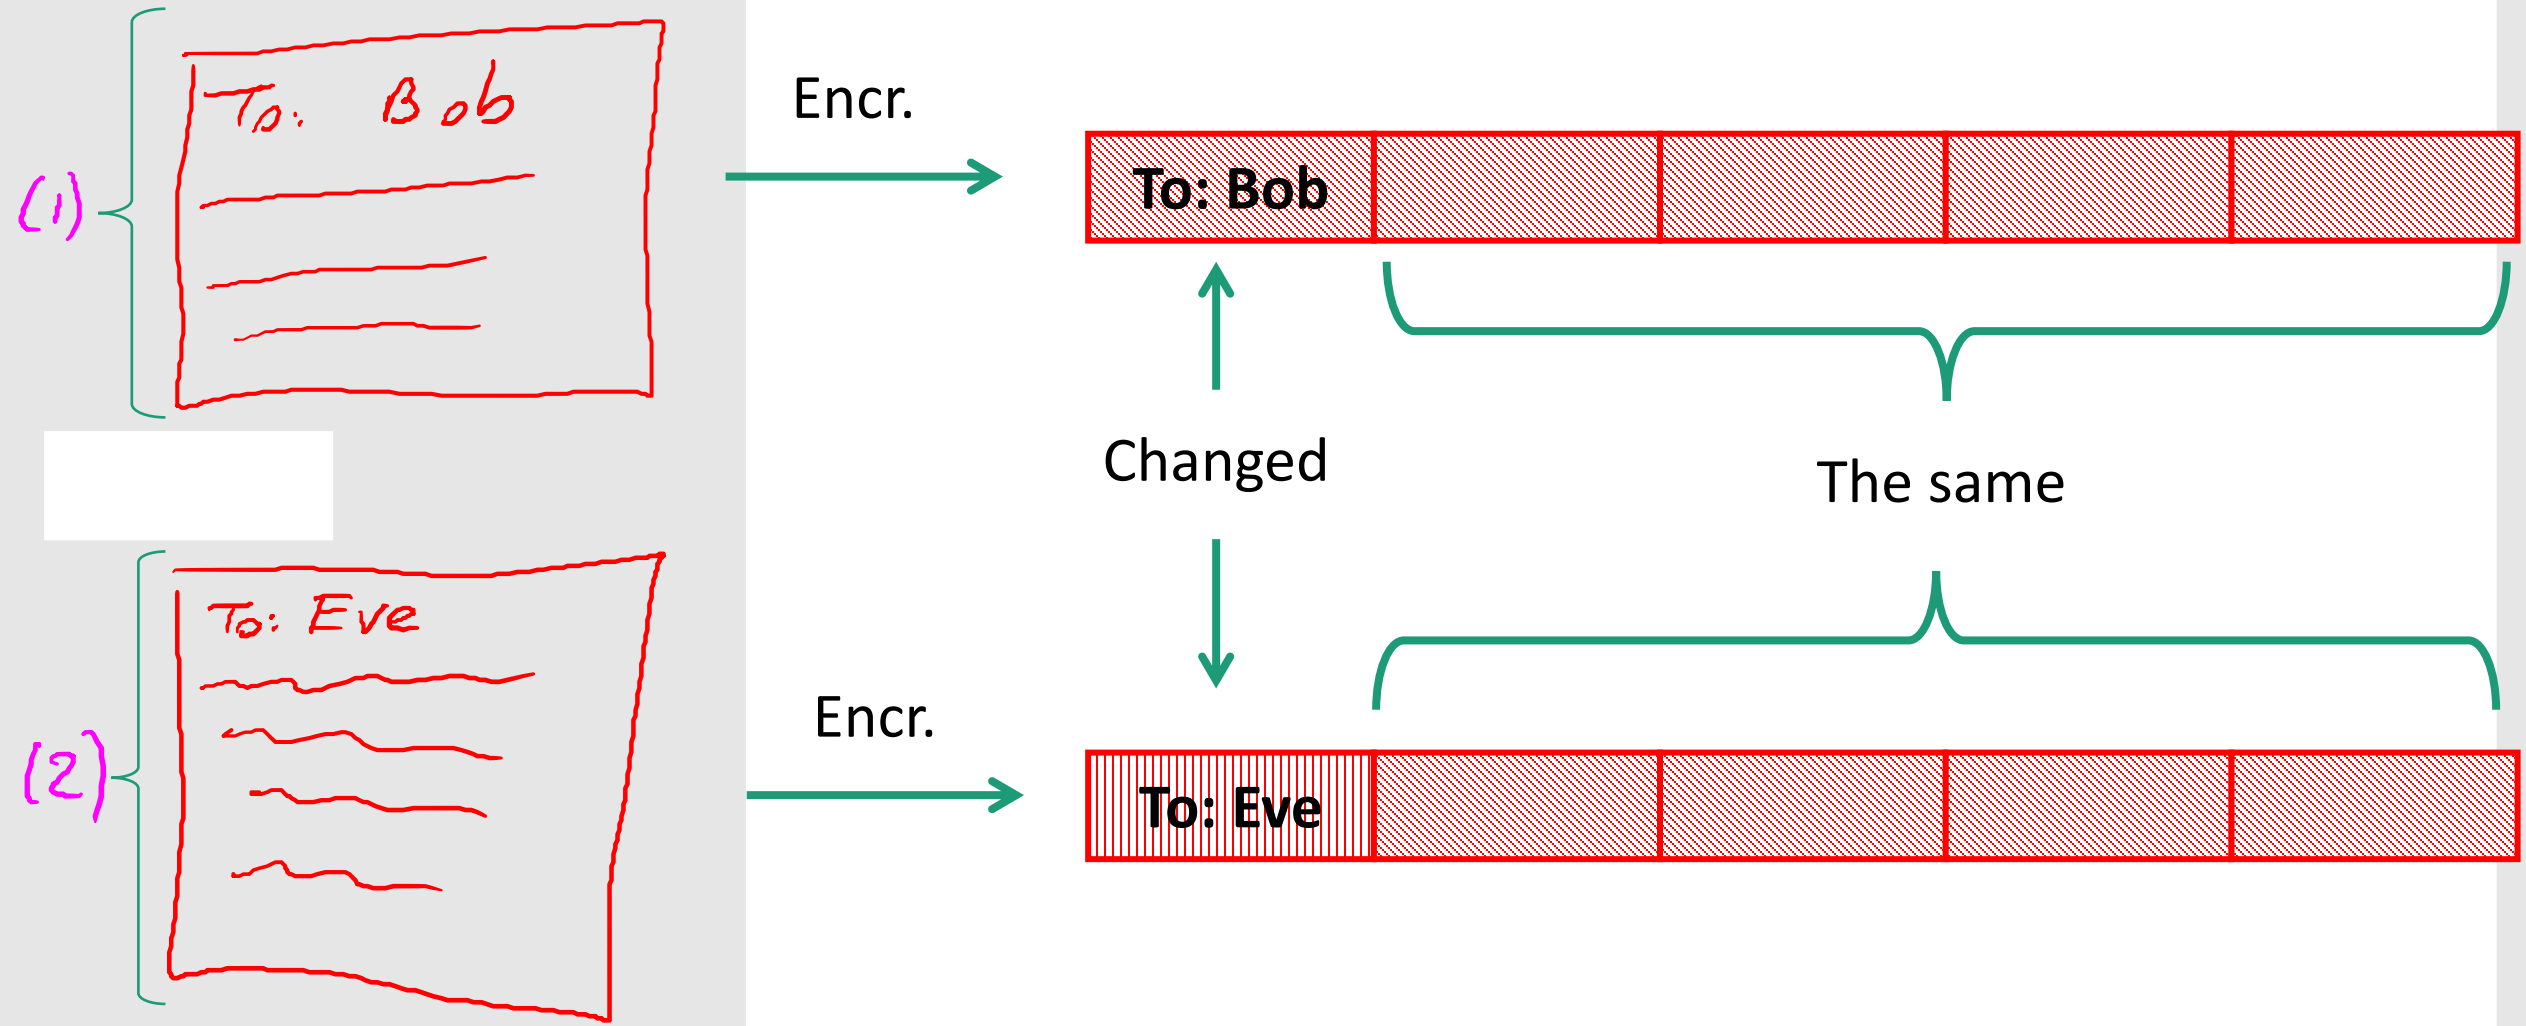 (1)
To: Bob
Encr.
To: Bob
Changed
The same
(2)
To: Eve
Encr.
To: Eve